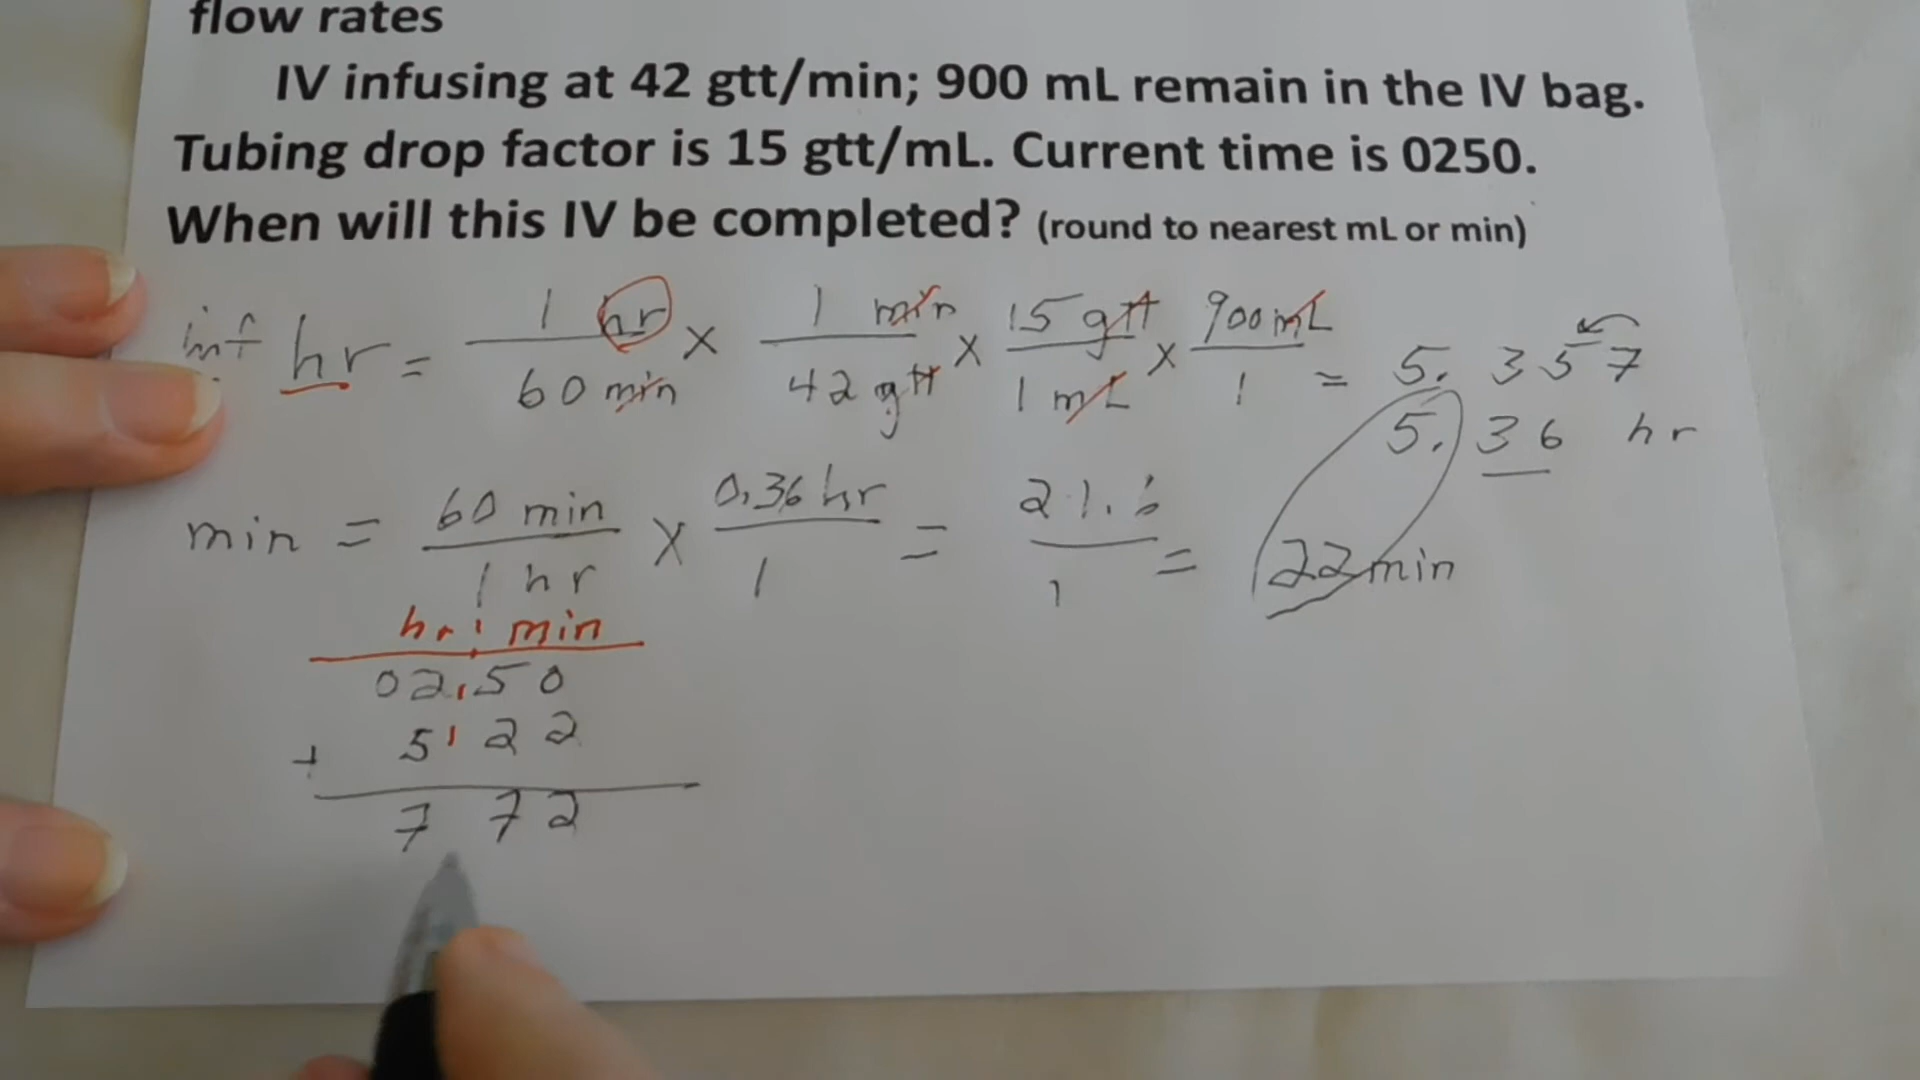 flow rates
IV infusing at 42 gtt/min; 900 mL remain in the IV bag.
Tubing drop factor is 15 gtt/mL. Current time is 0250.
When will this IV be completed? (round to nearest mL or min)
inf hr = 1 hr / 60 min × 1 min / 42 gtt × 15 gtt / 1 mL × 900 mL / 1 = 5.357
5.36 hr
min = 60 min / 1 hr × 0.36 hr / 1 = 21.6 / 1 = 22 min
hr : min
02:50
+ 5:22
7 72